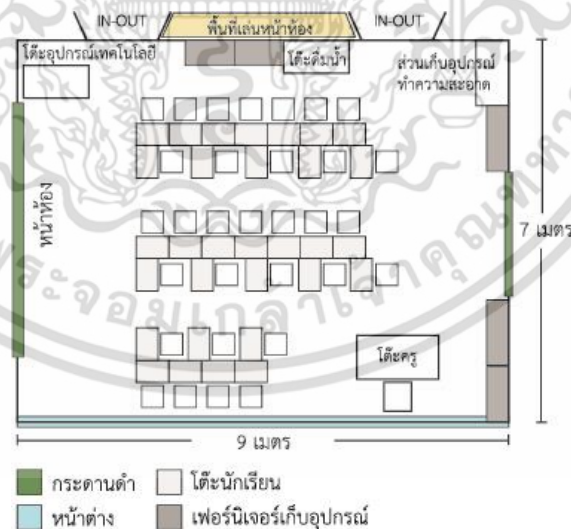 IN-OUT
พื้นที่เล่นหน้าห้อง
IN-OUT
โต๊ะอุปกรณ์เทคโนโลยี
โต๊ะดื่มน้ำ
ส่วนเก็บอุปกรณ์
ทำความสะอาด
หน้าห้อง
7 เมตร
โต๊ะครู
9 เมตร
กระดานดำ
โต๊ะนักเรียน
หน้าต่าง
เฟอร์นิเจอร์เก็บอุปกรณ์